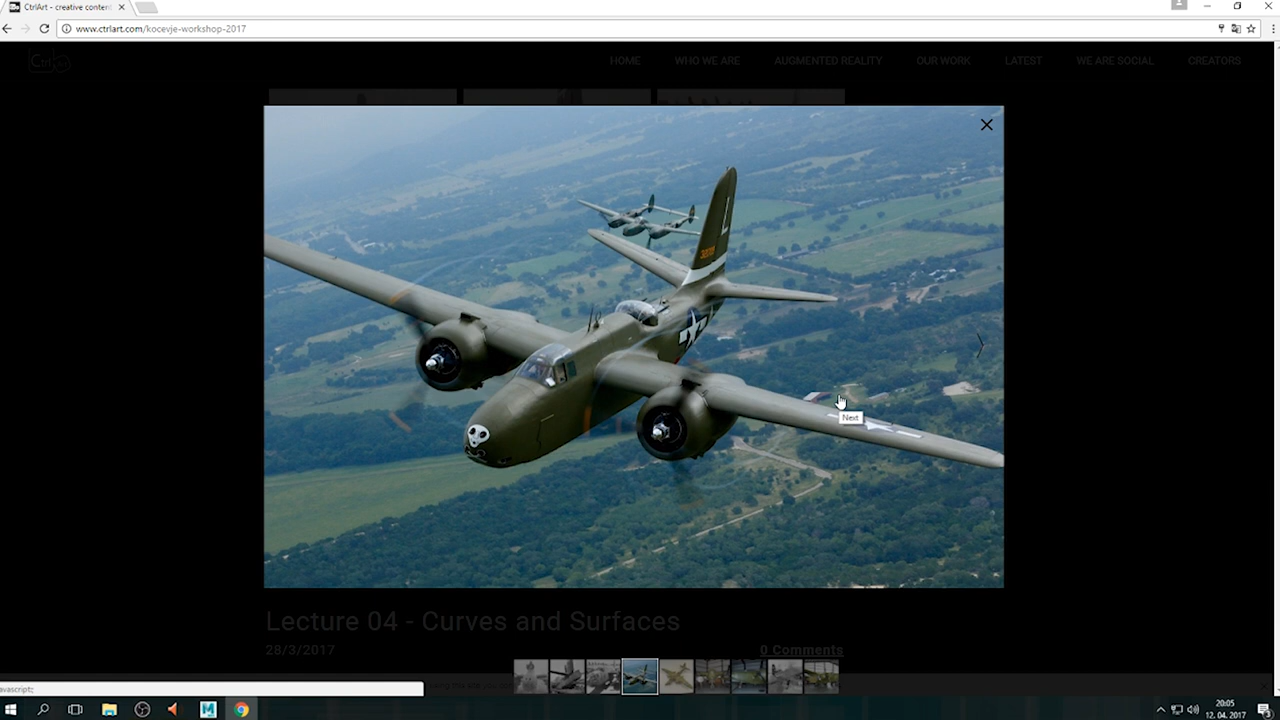 CtrlArt - creative content
www.ctrlart.com/kocevje-workshop-2017
Ctrl
HOME WHO WE ARE AUGMENTED REALITY OUR WORK LATEST WE ARE SOCIAL CREATORS
L
Next
Lecture 04 - Curves and Surfaces
28/3/2017 0 Comments
avascript:
20:05
12. 04. 2017